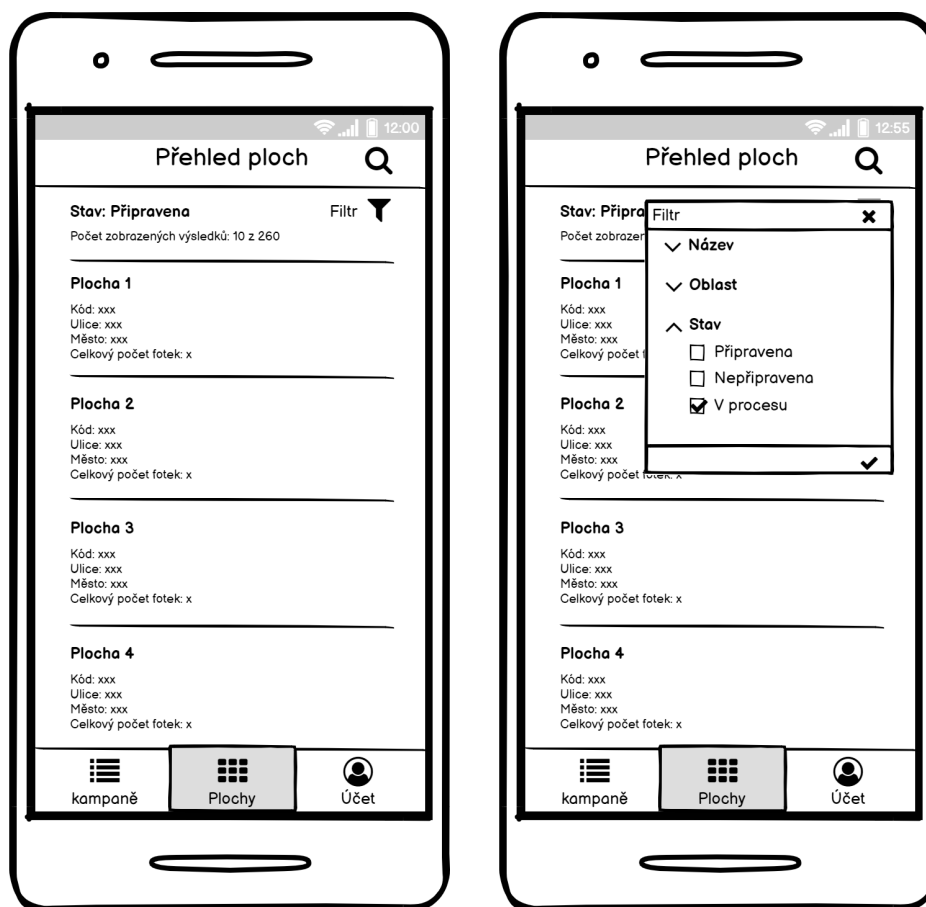 12:00
Přehled ploch
Stav: Připravena
Filtr
Počet zobrazených výsledků: 10 z 260
Plocha 1
Kód: xxx
Ulice: xxx
Město: xxx
Celkový počet fotek: x
Plocha 2
Kód: xxx
Ulice: xxx
Město: xxx
Celkový počet fotek: x
Plocha 3
Kód: xxx
Ulice: xxx
Město: xxx
Celkový počet fotek: x
Plocha 4
Kód: xxx
Ulice: xxx
Město: xxx
Celkový počet fotek: x
kampaně
Plochy
Účet
12:55
Přehled ploch
Stav: Připra
Počet zobrazen
Filtr
Název
Oblast
Stav
Připravena
Nepřipravena
V procesu
Plocha 1
Kód: xxx
Ulice: xxx
Město: xxx
Celkový počet
Plocha 2
Kód: xxx
Ulice: xxx
Město: xxx
Celkový počet fotek: x
Plocha 3
Kód: xxx
Ulice: xxx
Město: xxx
Celkový počet fotek: x
Plocha 4
Kód: xxx
Ulice: xxx
Město: xxx
Celkový počet fotek: x
kampaně
Plochy
Účet